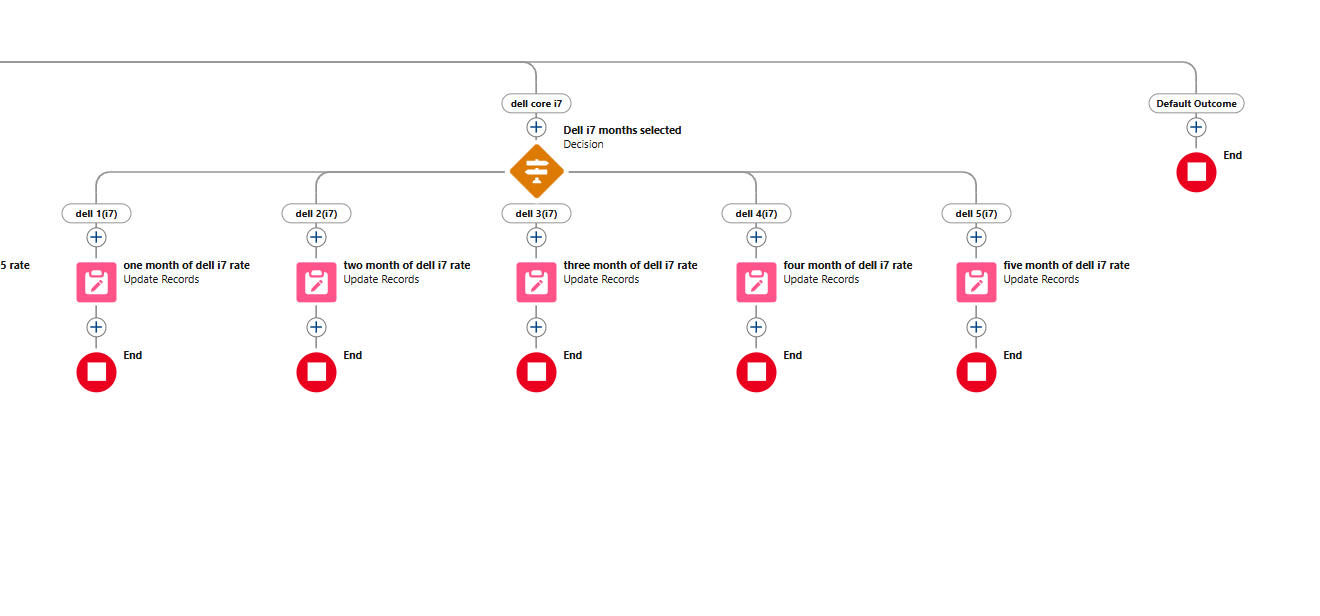 dell core i7
Default Outcome
Dell i7 months selected
Decision
End
dell 1(i7)
dell 2(i7)
dell 3(i7)
dell 4(i7)
dell 5(i7)
5 rate
one month of dell i7 rate
Update Records
two month of dell i7 rate
Update Records
three month of dell i7 rate
Update Records
four month of dell i7 rate
Update Records
five month of dell i7 rate
Update Records
End
End
End
End
End